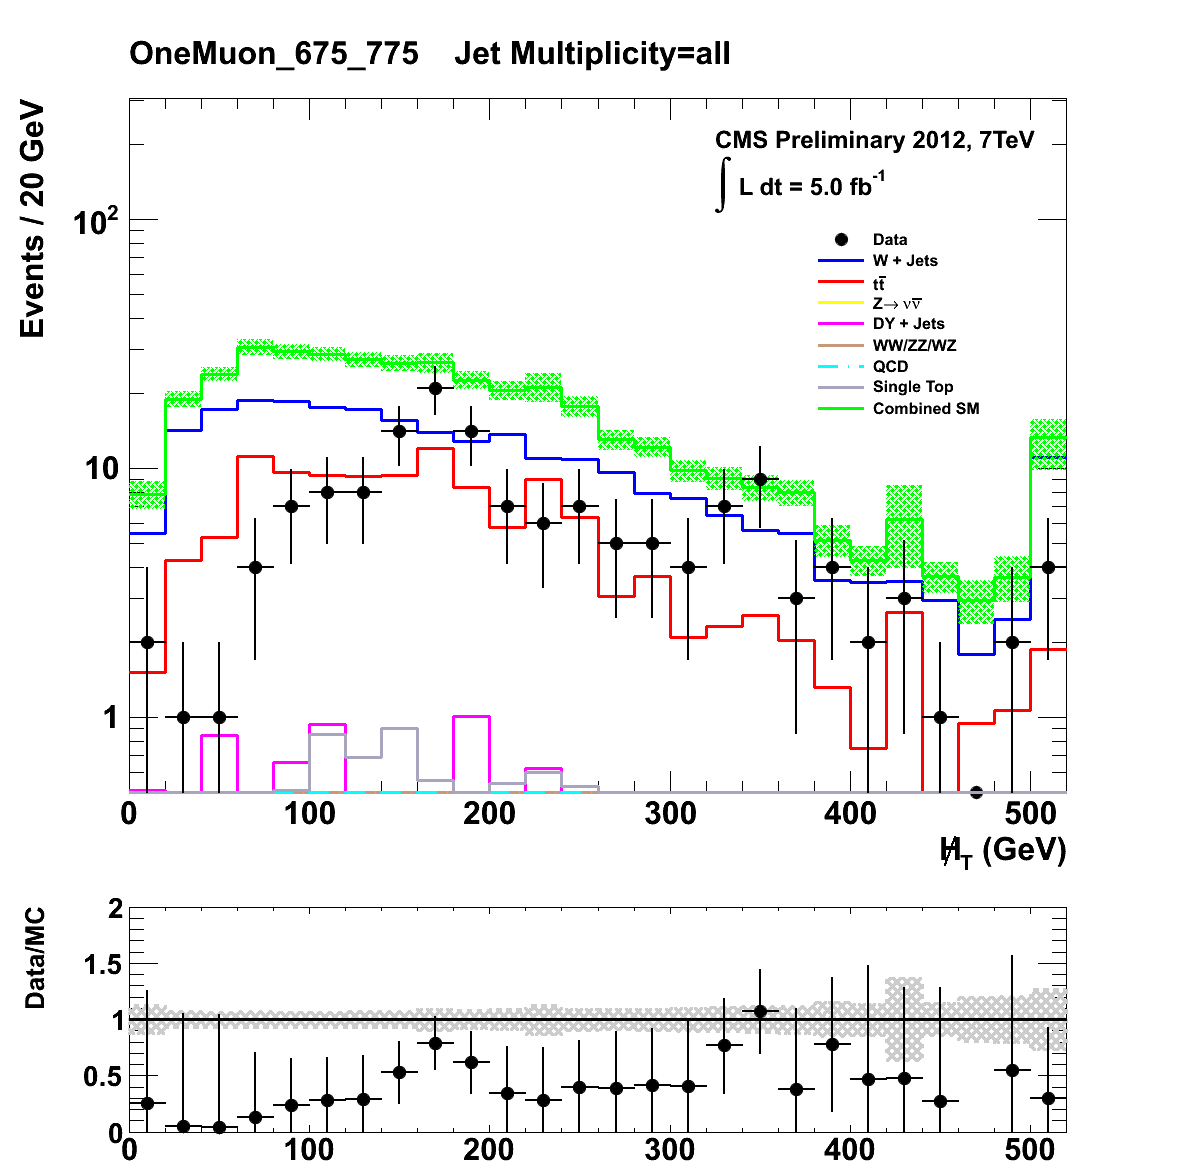 OneMuon_675_775 Jet Multiplicity=all
Events / 20 GeV
CMS Preliminary 2012, 7TeV
∫ L dt = 5.0 fb⁻¹
Data
W + Jets
tt̅
Z→ νν̅
DY + Jets
WW/ZZ/WZ
QCD
Single Top
Combined SM
10²
10
1
0 100 200 300 400 500
H̸_T (GeV)
Data/MC
2
1.5
1
0.5
0
0 100 200 300 400 500